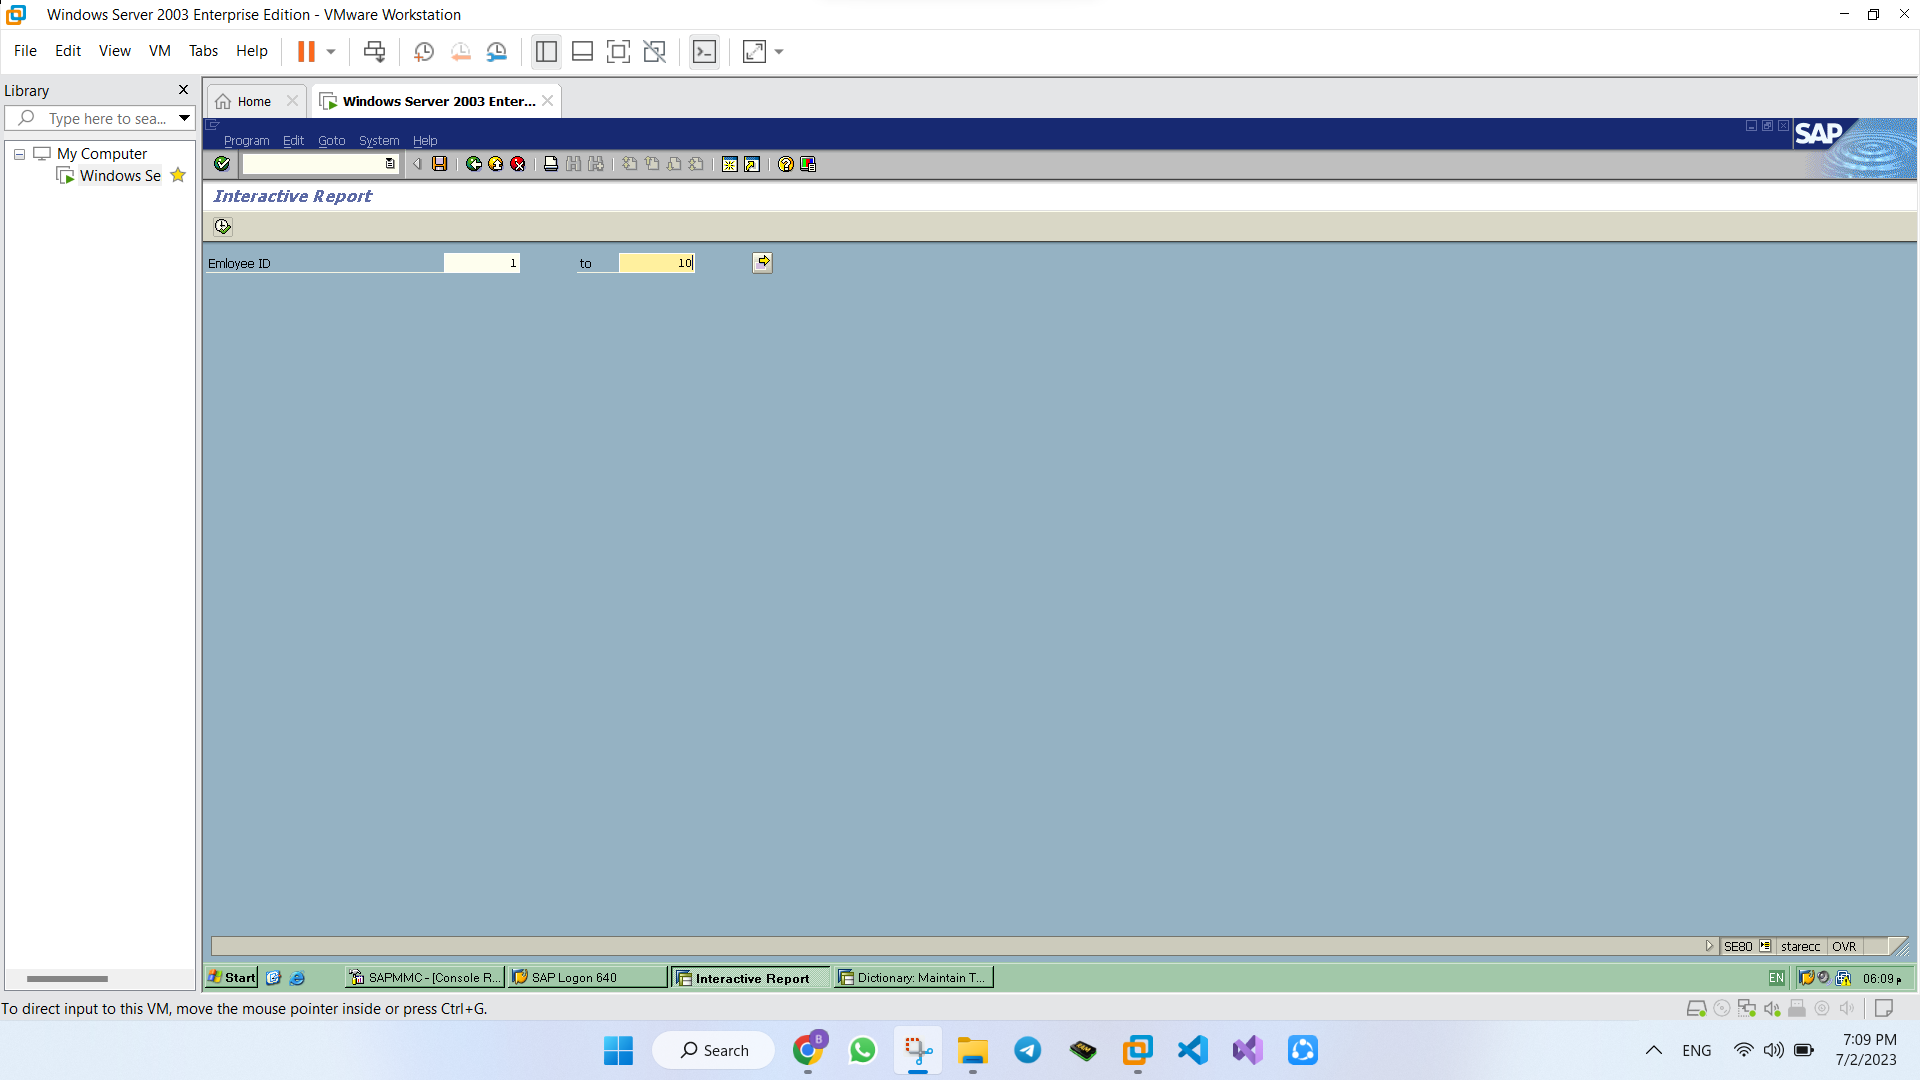 Windows Server 2003 Enterprise Edition - VMware Workstation
File Edit View VM Tabs Help
Library
Type here to sea...
My Computer
Windows Se
Home
Windows Server 2003 Enter...
Program Edit Goto System Help
SAP
Interactive Report
Emloyee ID 1 to 10
SE80 starecc OVR
Start SAPMMC - [Console R... SAP Logon 640 Interactive Report Dictionary: Maintain T... EN 06:09 م
To direct input to this VM, move the mouse pointer inside or press Ctrl+G.
Search
B
ENG
7:09 PM
7/2/2023